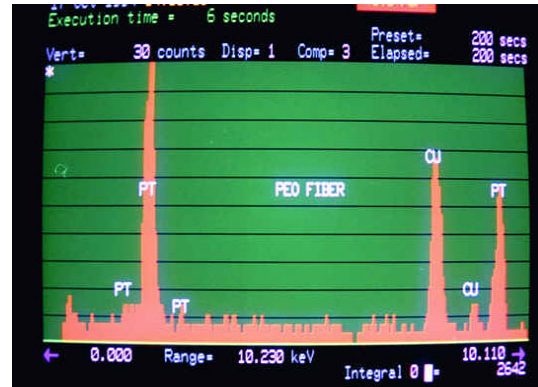 Execution time = 6 seconds
Preset= 200 secs
Vert= 30 counts Disp= 1 Comp= 3 Elapsed= 200 secs
*
CU
PT PEO FIBER PT
PT CU
PT
← 0.000 Range= 10.230 keV 10.110 →
Integral 0 = 2642